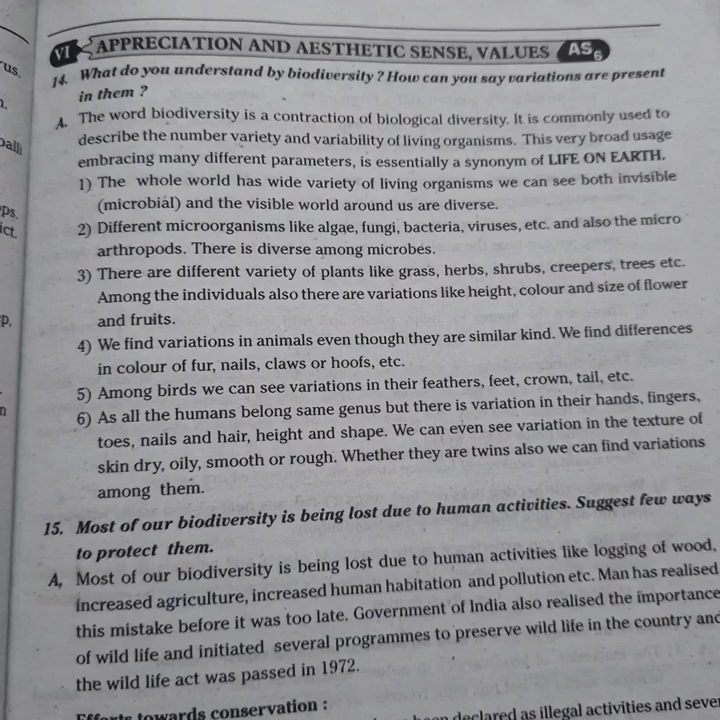 VI APPRECIATION AND AESTHETIC SENSE, VALUES AS6
14. What do you understand by biodiversity ? How can you say variations are present
in them ?
A. The word biodiversity is a contraction of biological diversity. It is commonly used to
describe the number variety and variability of living organisms. This very broad usage
embracing many different parameters, is essentially a synonym of LIFE ON EARTH.
1) The whole world has wide variety of living organisms we can see both invisible
(microbial) and the visible world around us are diverse.
2) Different microorganisms like algae, fungi, bacteria, viruses, etc. and also the micro
arthropods. There is diverse among microbes.
3) There are different variety of plants like grass, herbs, shrubs, creepers, trees etc.
Among the individuals also there are variations like height, colour and size of flower
and fruits.
4) We find variations in animals even though they are similar kind. We find differences
in colour of fur, nails, claws or hoofs, etc.
5) Among birds we can see variations in their feathers, feet, crown, tail, etc.
6) As all the humans belong same genus but there is variation in their hands, fingers,
toes, nails and hair, height and shape. We can even see variation in the texture of
skin dry, oily, smooth or rough. Whether they are twins also we can find variations
among them.
15. Most of our biodiversity is being lost due to human activities. Suggest few ways
to protect them.
A. Most of our biodiversity is being lost due to human activities like logging of wood,
increased agriculture, increased human habitation and pollution etc. Man has realised
this mistake before it was too late. Government of India also realised the importance
of wild life and initiated several programmes to preserve wild life in the country and
the wild life act was passed in 1972.
Efforts towards conservation :
been declared as illegal activities and